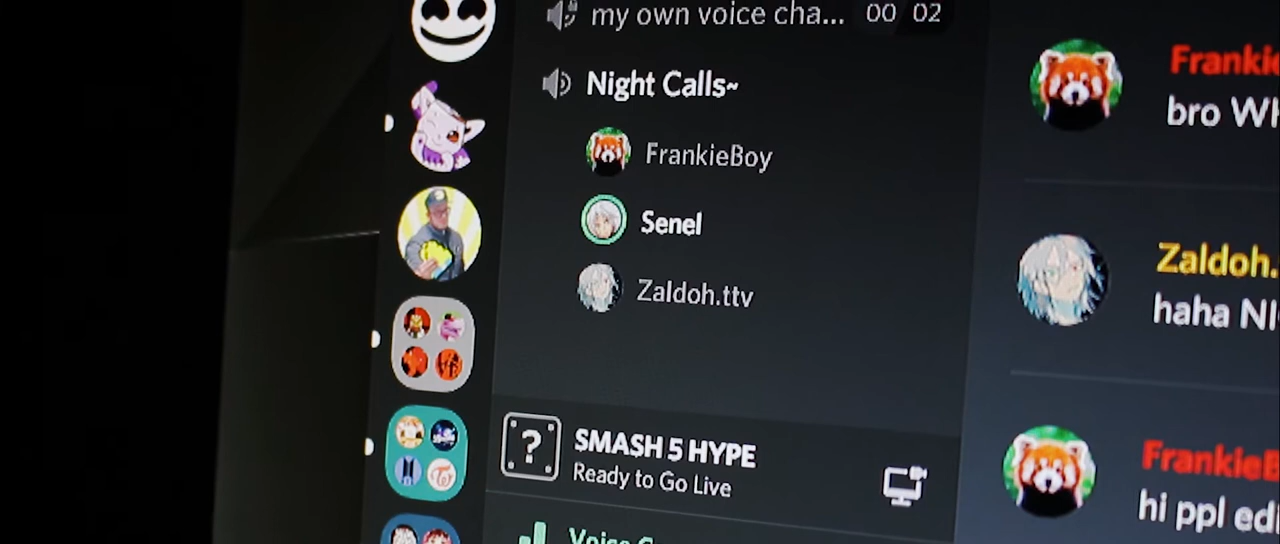 my own voice cha... 00 02
Night Calls~
FrankieBoy
Senel
Zaldoh.ttv
?
SMASH 5 HYPE
Ready to Go Live
Voice
Frankie
bro
Zaldoh.
haha
FrankieB
hi ppl